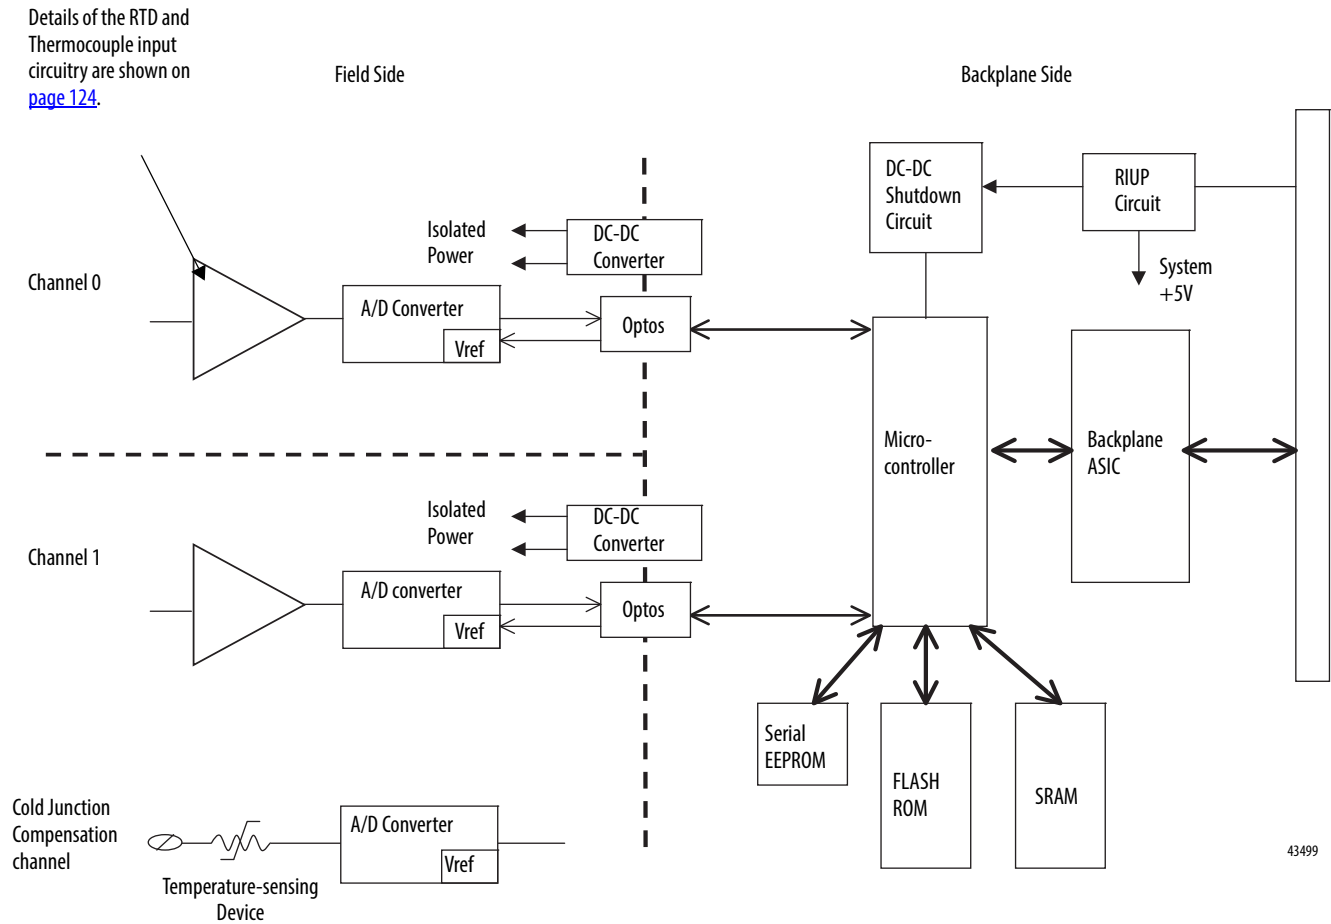 Details of the RTD and
Thermocouple input
circuitry are shown on
page 124.
Field Side
Backplane Side
DC-DC
Shutdown
Circuit
RIUP
Circuit
System
+5V
Isolated
Power
DC-DC
Converter
Channel 0
A/D Converter
Vref
Optos
Micro-
controller
Backplane
ASIC
Isolated
Power
DC-DC
Converter
Channel 1
A/D converter
Vref
Optos
Serial
EEPROM
FLASH
ROM
SRAM
Cold Junction
Compensation
channel
A/D Converter
Vref
Temperature-sensing
Device
43499